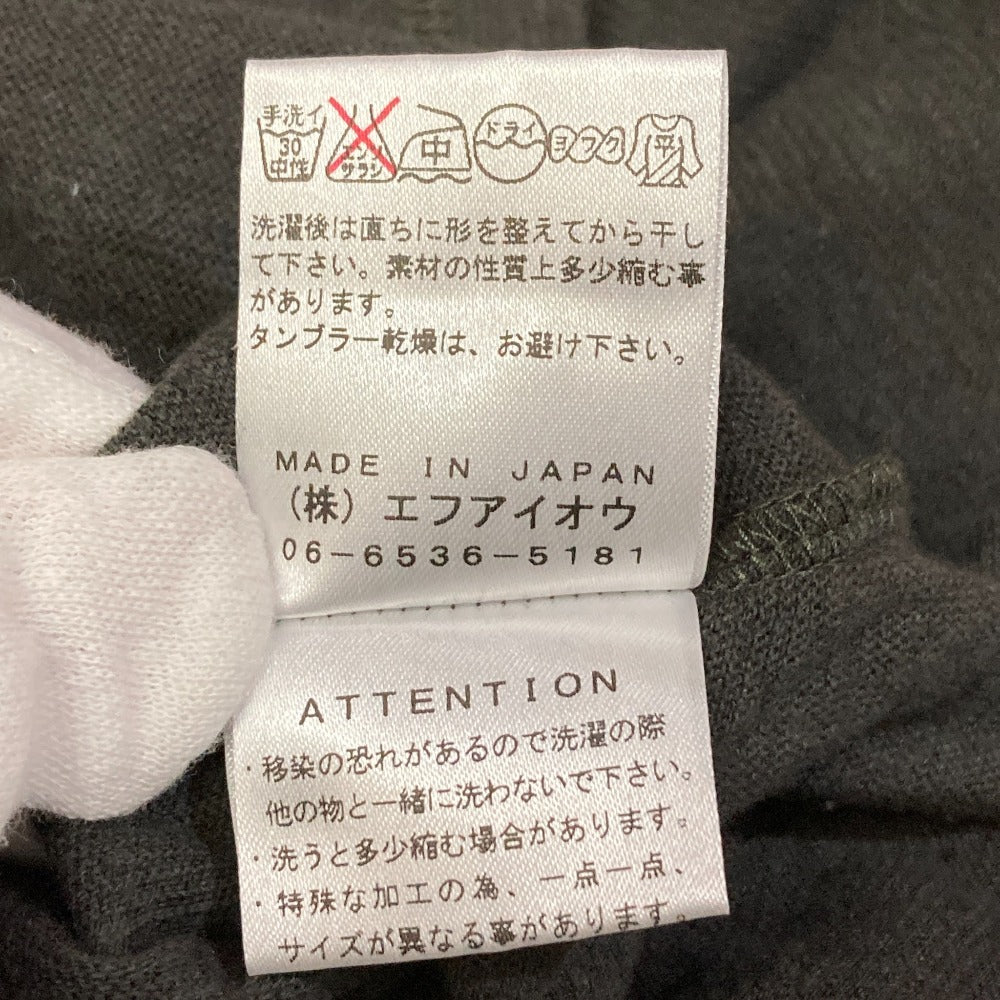 手洗イ
30
中性
エンソ
サラシ
中
ドライ
ヨワク
平
洗濯後は直ちに形を整えてから干し
て下さい。素材の性質上多少縮む事
があります。
タンブラー乾燥は、お避け下さい。
MADE IN JAPAN
(株) エフアイオウ
06-6536-5181
ATTENTION
・移染の恐れがあるので洗濯の際
他の物と一緒に洗わないで下さい。
・洗うと多少縮む場合があります。
・特殊な加工の為、一点一点、
サイズが異なる事があります。